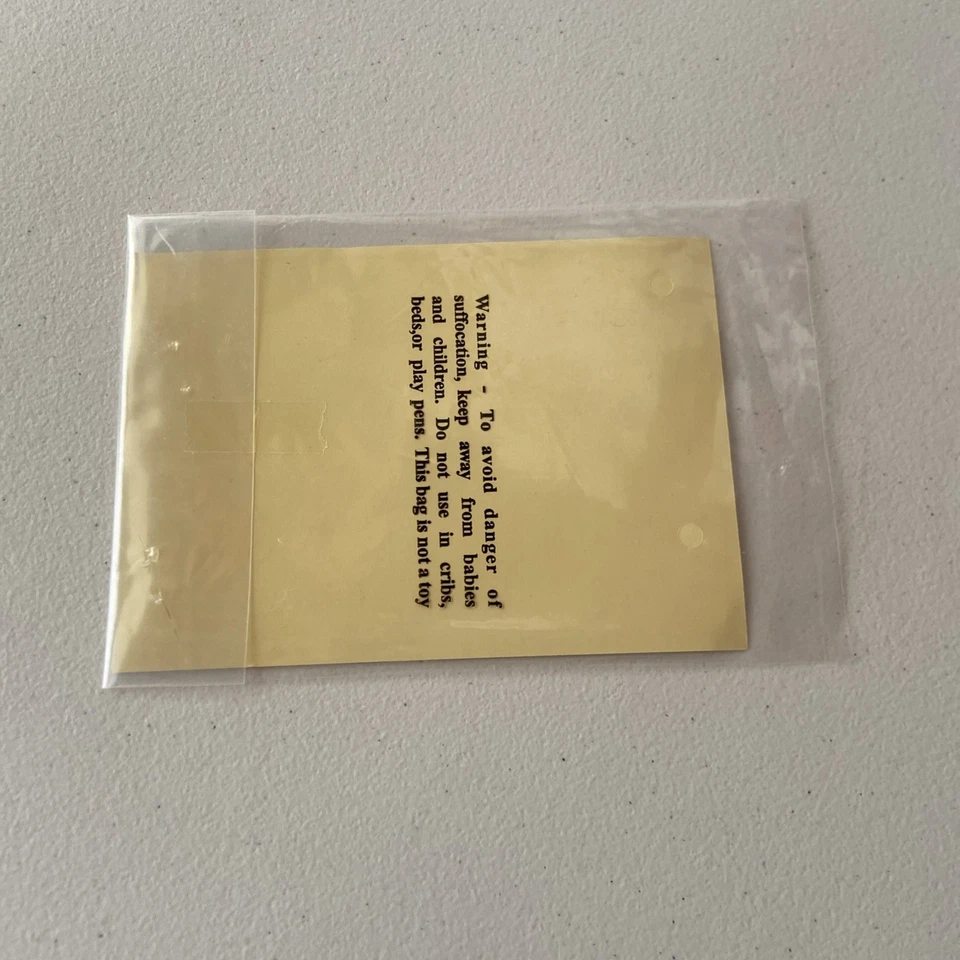 Warning - To avoid danger of
suffocation, keep away from babies
and children. Do not use in cribs,
beds,or play pens. This bag is not a toy